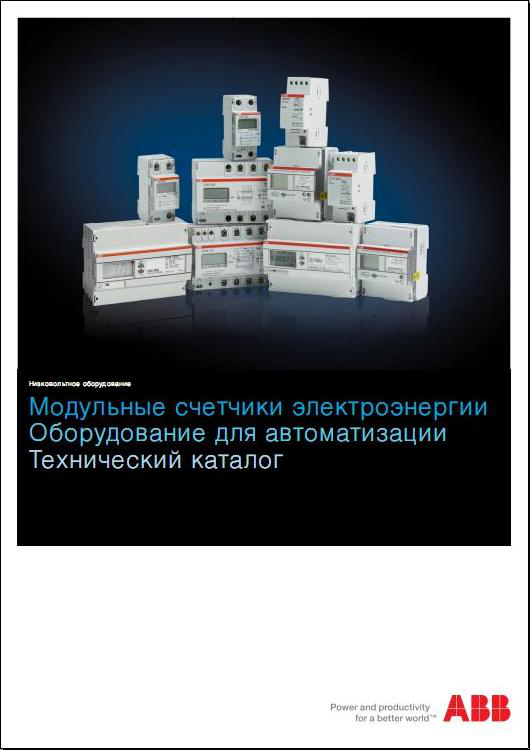 Низковольтное оборудование
Модульные счетчики электроэнергии
Оборудование для автоматизации
Технический каталог
Power and productivity
for a better world™
ABB